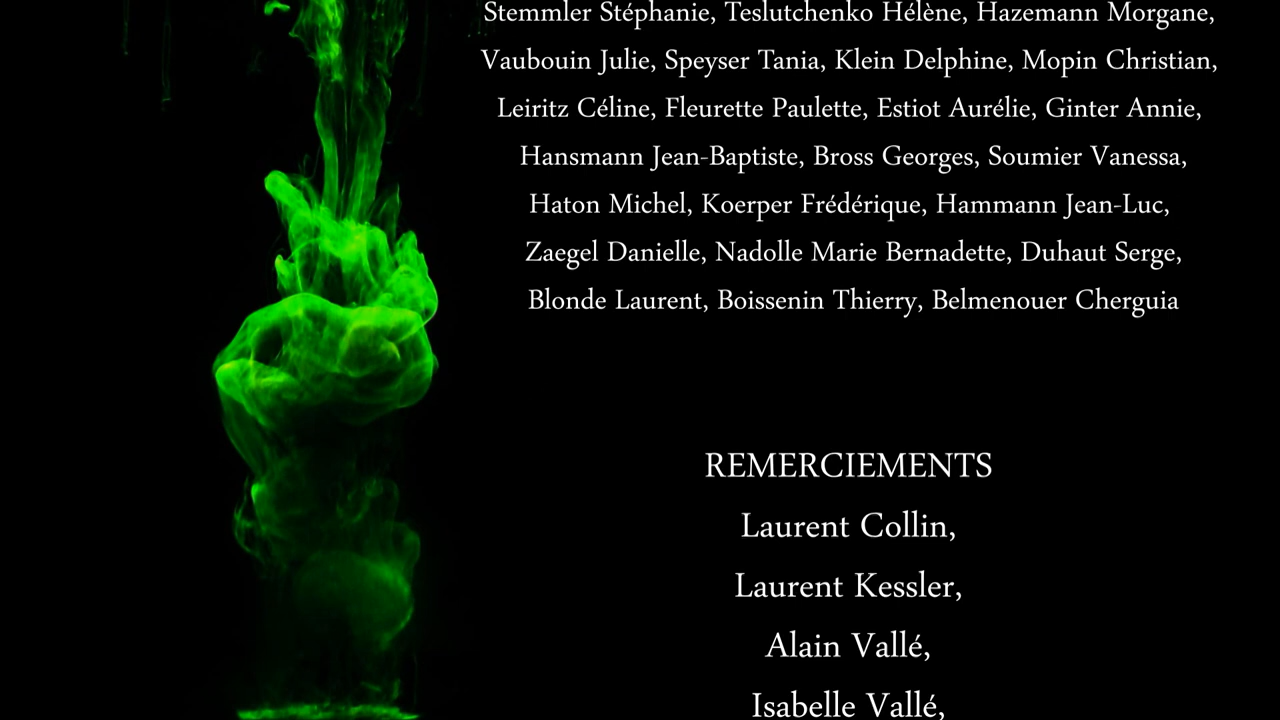 Stemmler Stéphanie, Teslutchenko Hélène, Hazemann Morgane,
Vaubouin Julie, Speyser Tania, Klein Delphine, Mopin Christian,
Leiritz Céline, Fleurette Paulette, Estiot Aurélie, Ginter Annie,
Hansmann Jean-Baptiste, Bross Georges, Soumier Vanessa,
Haton Michel, Koerper Frédérique, Hammann Jean-Luc,
Zaegel Danielle, Nadolle Marie Bernadette, Duhaut Serge,
Blonde Laurent, Boissenin Thierry, Belmenouer Cherguia
REMERCIEMENTS
Laurent Collin,
Laurent Kessler,
Alain Vallé,
Isabelle Vallé,